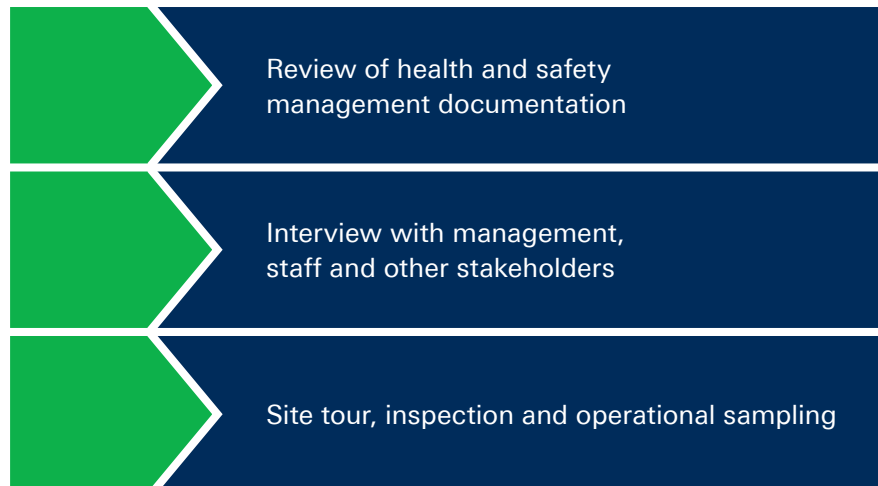 Review of health and safety
management documentation
Interview with management,
staff and other stakeholders
Site tour, inspection and operational sampling